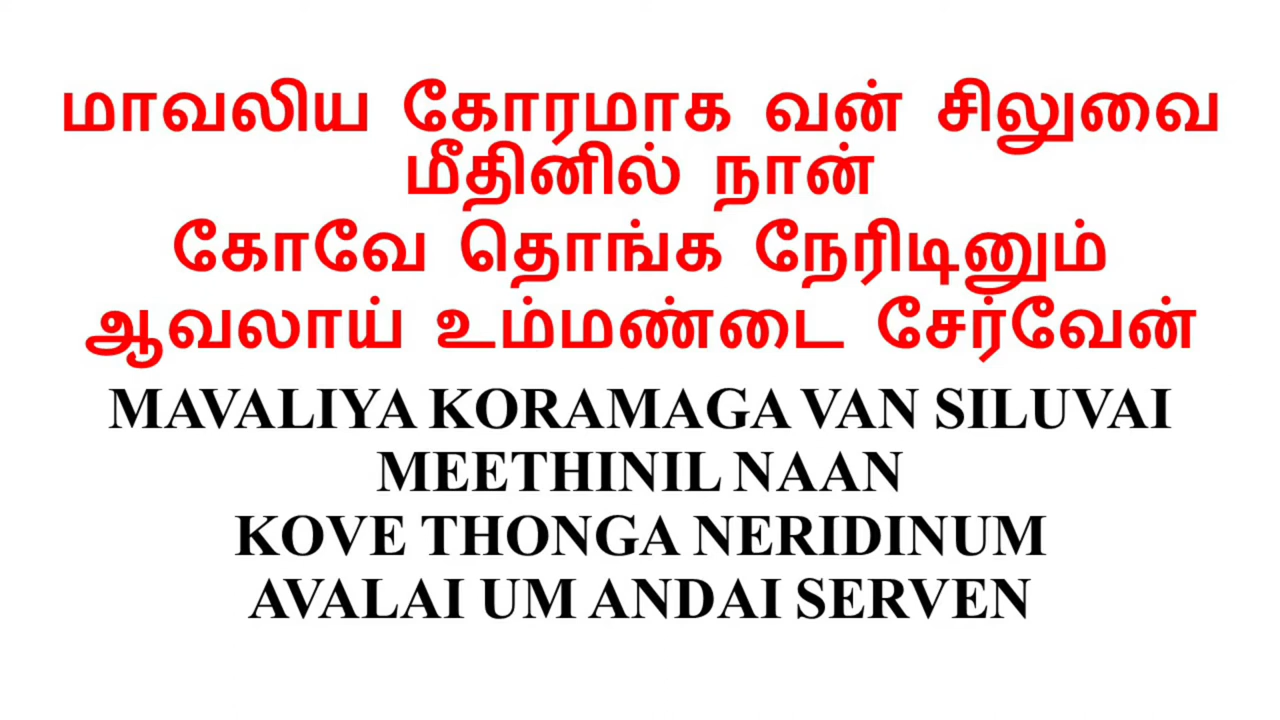 மாவலிய கோரமாக வன் சிலுவை
மீதினில் நான்
கோவே தொங்க நேரிடினும்
ஆவலாய் உம்மண்டை சேர்வேன்
MAVALIYA KORAMAGA VAN SILUVAI
MEETHINIL NAAN
KOVE THONGA NERIDINUM
AVALAI UM ANDAI SERVEN